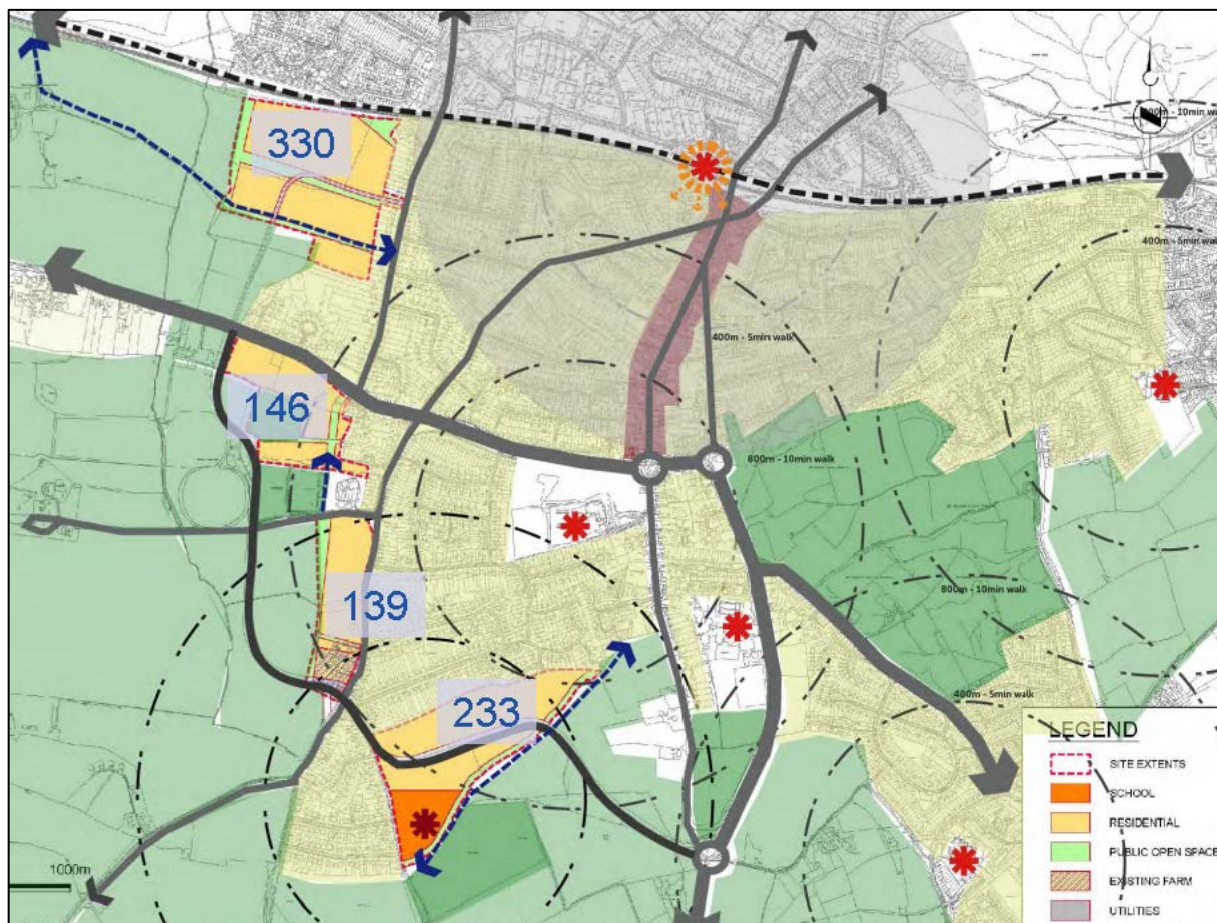 330
400m - 5min walk
146
400m - 5min walk
800m - 10min walk
139
800m - 10min walk
233
400m - 5min walk
1000m
LEGEND
SITE EXTENTS
SCHOOL
RESIDENTIAL
PUBLIC OPEN SPACE
EXISTING FARM
UTILITIES